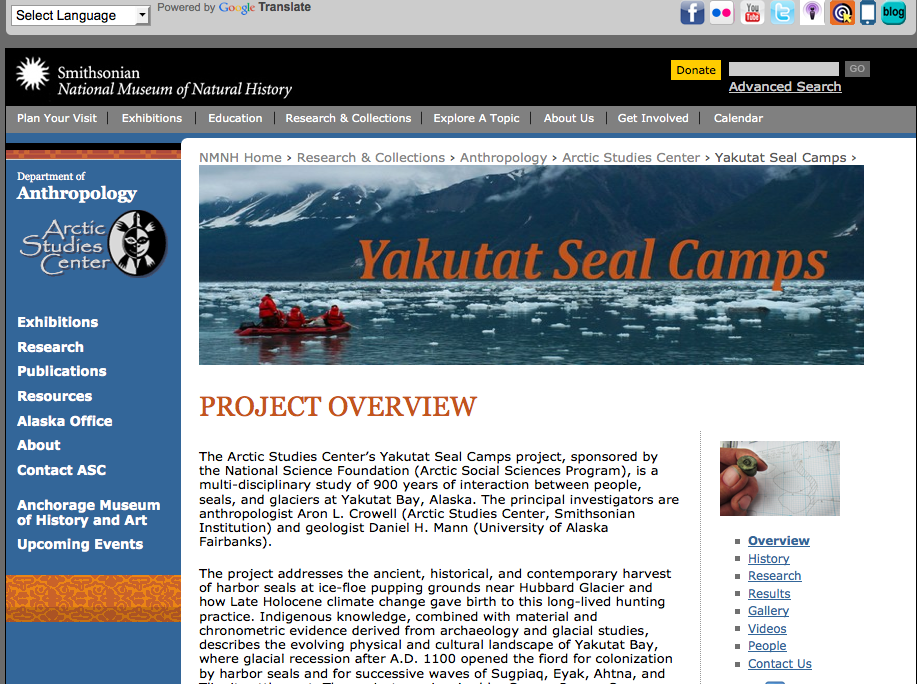 Select Language
Powered by Google Translate
You Tube
blog
Smithsonian
National Museum of Natural History
Donate
GO
Advanced Search
Plan Your Visit | Exhibitions | Education | Research & Collections | Explore A Topic | About Us | Get Involved | Calendar
NMNH Home › Research & Collections › Anthropology › Arctic Studies Center › Yakutat Seal Camps ›
Department of
Anthropology
Arctic
Studies
Center
Exhibitions
Research
Publications
Resources
Alaska Office
About
Contact ASC
Anchorage Museum
of History and Art
Upcoming Events
Yakutat Seal Camps
PROJECT OVERVIEW
The Arctic Studies Center’s Yakutat Seal Camps project, sponsored by
the National Science Foundation (Arctic Social Sciences Program), is a
multi-disciplinary study of 900 years of interaction between people,
seals, and glaciers at Yakutat Bay, Alaska. The principal investigators are
anthropologist Aron L. Crowell (Arctic Studies Center, Smithsonian
Institution) and geologist Daniel H. Mann (University of Alaska
Fairbanks).
The project addresses the ancient, historical, and contemporary harvest
of harbor seals at ice-floe pupping grounds near Hubbard Glacier and
how Late Holocene climate change gave birth to this long-lived hunting
practice. Indigenous knowledge, combined with material and
chronometric evidence derived from archaeology and glacial studies,
describes the evolving physical and cultural landscape of Yakutat Bay,
where glacial recession after A.D. 1100 opened the fiord for colonization
by harbor seals and for successive waves of Sugpiaq, Eyak, Ahtna, and
Overview
History
Research
Results
Gallery
Videos
People
Contact Us